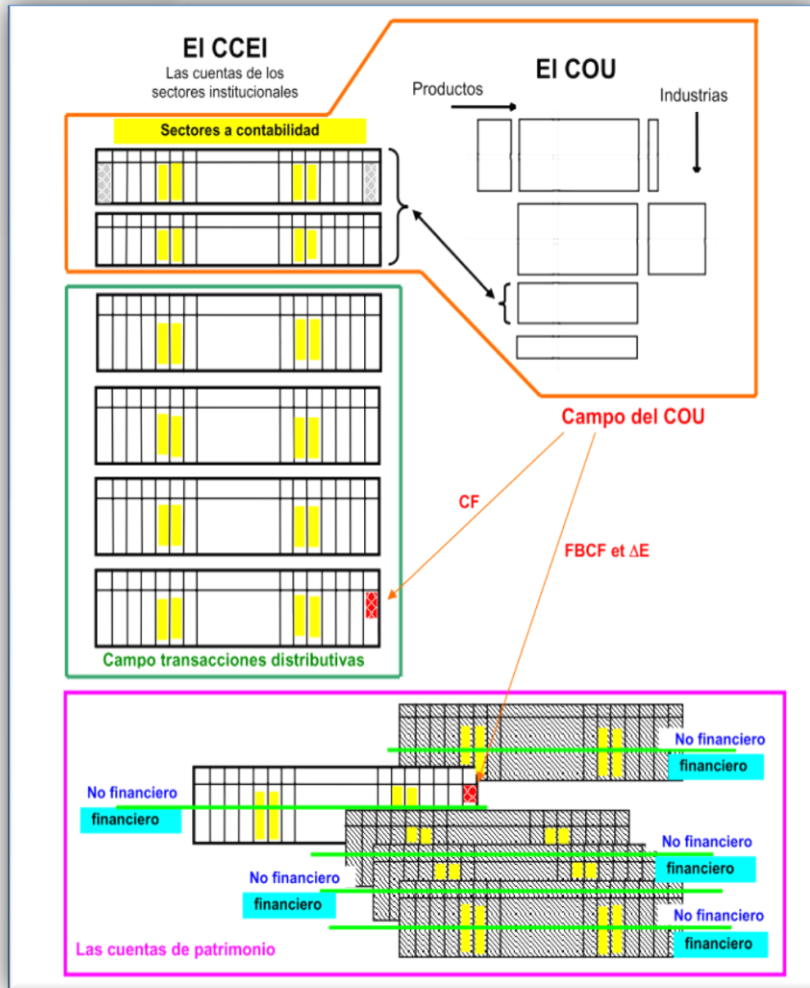 El CCEI
Las cuentas de los
sectores institucionales
El COU
Productos
Industrias
Sectores a contabilidad
Campo del COU
CF
FBCF et ΔE
Campo transacciones distributivas
No financiero
financiero
No financiero
financiero
No financiero
financiero
No financiero
financiero
No financiero
financiero
Las cuentas de patrimonio